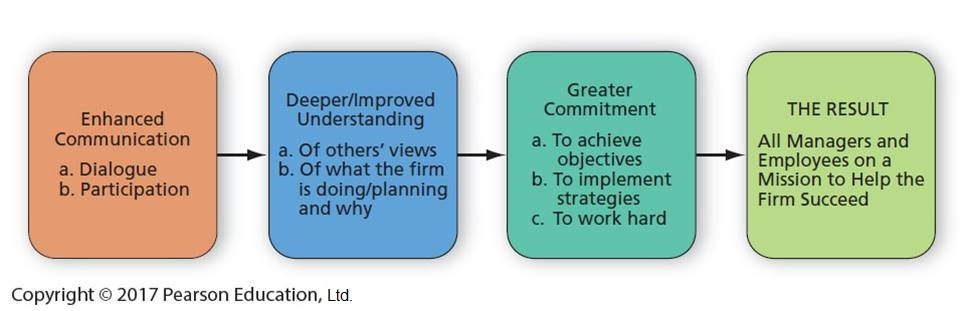 Enhanced
Communication
a. Dialogue
b. Participation
Deeper/Improved
Understanding
a. Of others’ views
b. Of what the firm
is doing/planning
and why
Greater
Commitment
a. To achieve
objectives
b. To implement
strategies
c. To work hard
THE RESULT
All Managers and
Employees on a
Mission to Help the
Firm Succeed
Copyright © 2017 Pearson Education, Ltd.